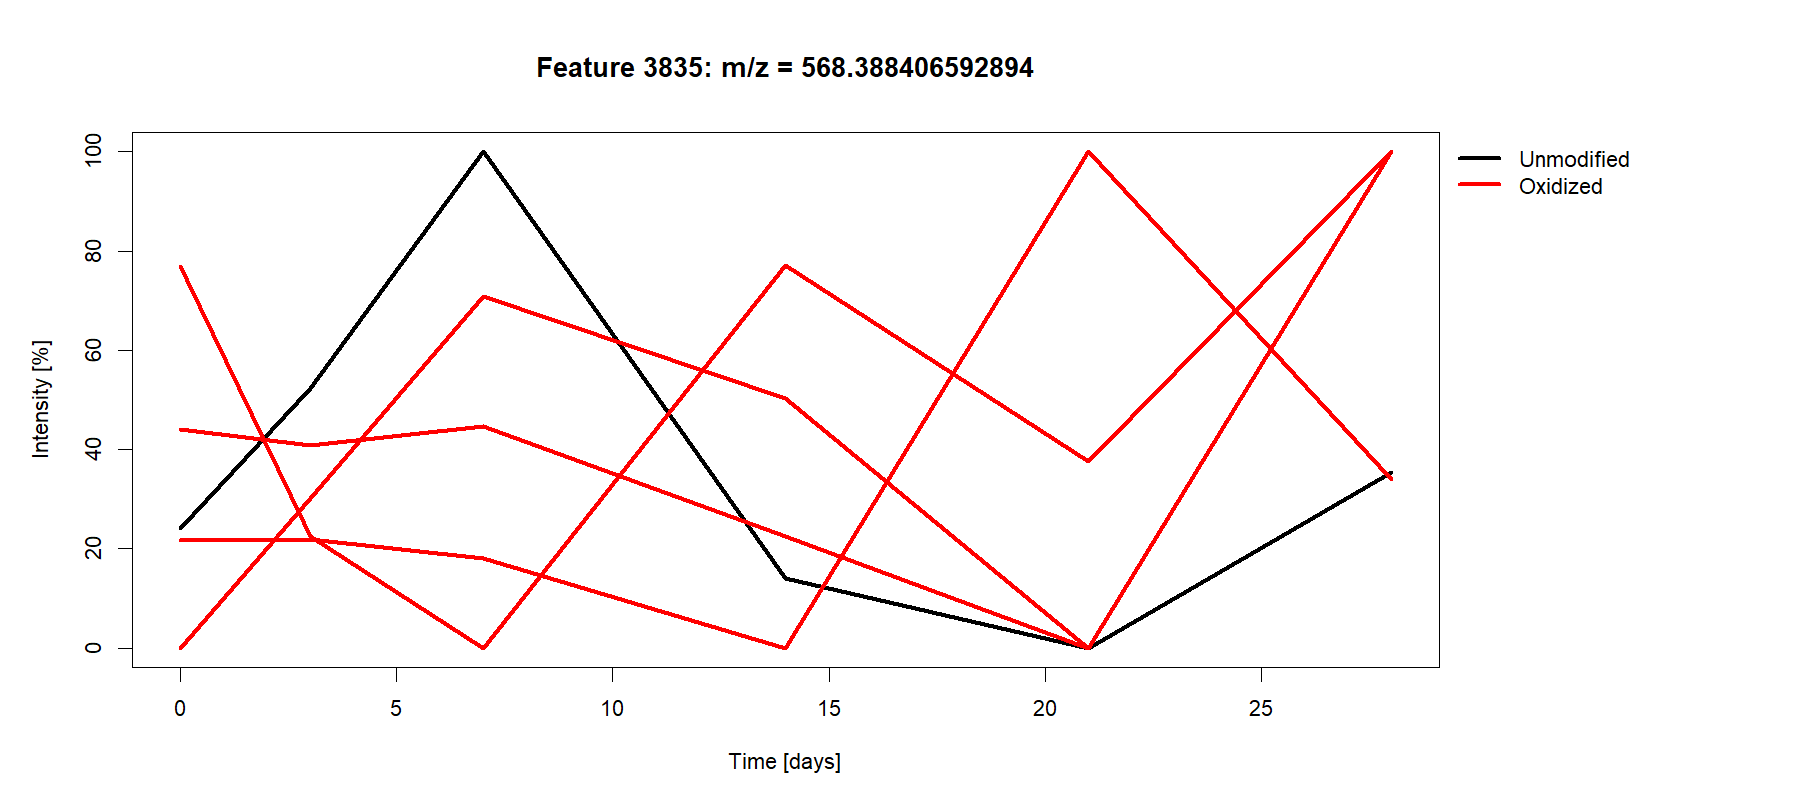 Feature 3835: m/z = 568.388406592894
Unmodified
Oxidized
Intensity [%]
100
80
60
40
20
0
0 5 10 15 20 25
Time [days]